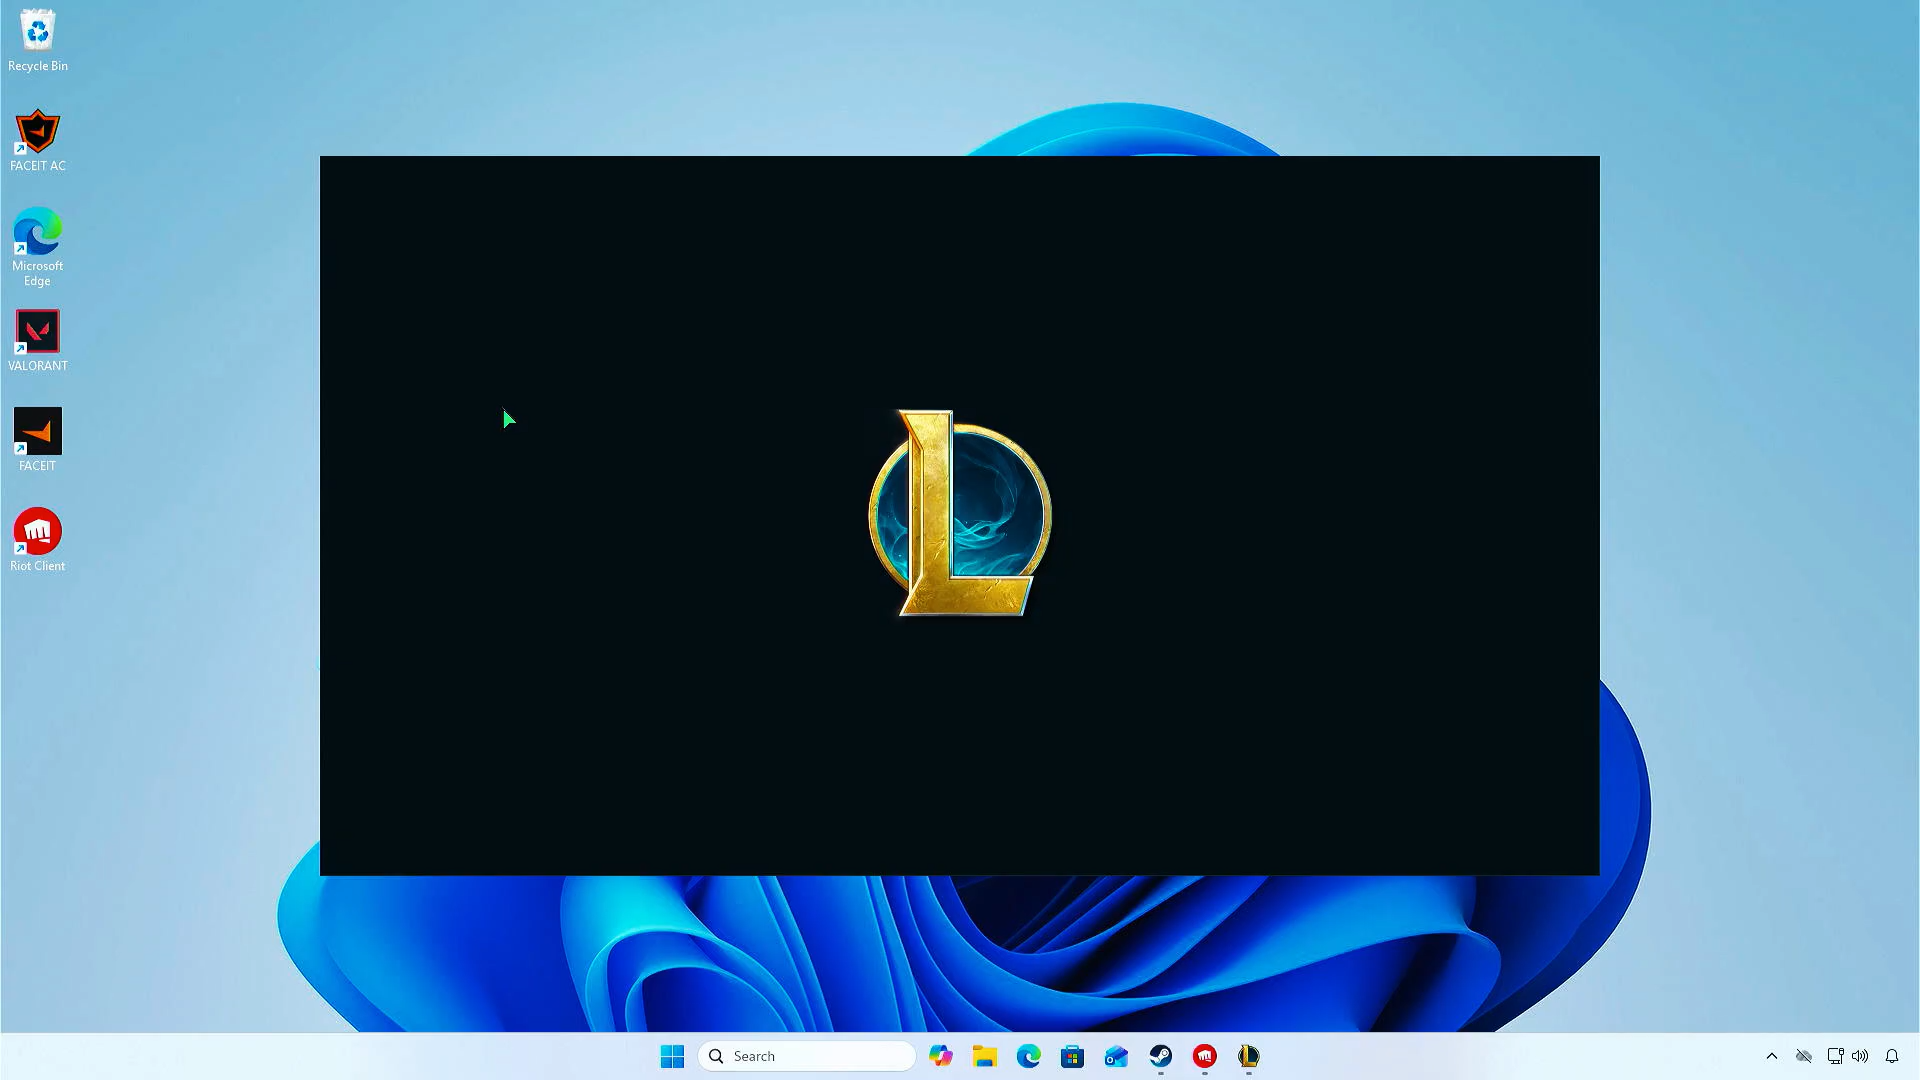 Recycle Bin
FACEIT AC
Microsoft
Edge
VALORANT
FACEIT
Riot Client
Search